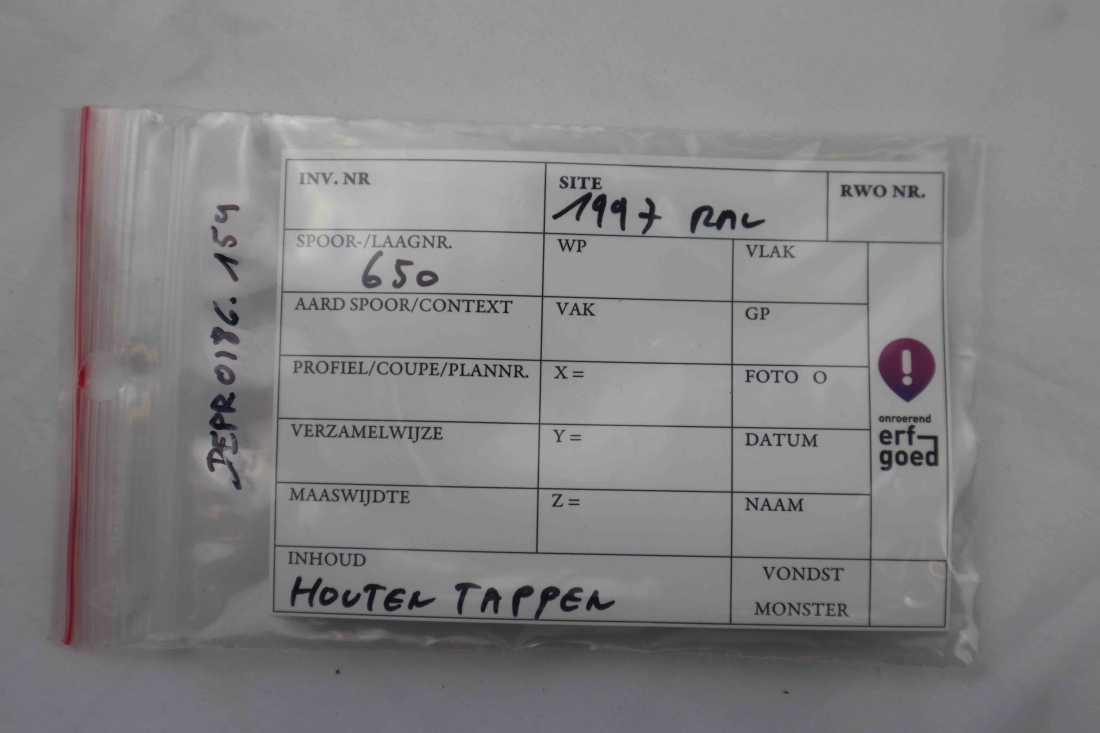 DEPR0186.154
INV. NR
SITE
1997 RAL
RWO NR.
SPOOR-/LAAGNR.
650
WP
VLAK
AARD SPOOR/CONTEXT
VAK
GP
PROFIEL/COUPE/PLANNR.
X =
FOTO O
VERZAMELWIJZE
Y =
DATUM
MAASWIJDTE
Z =
NAAM
INHOUD
HOUTEN TAPPEN
VONDST
MONSTER
onroerend
erf-
goed